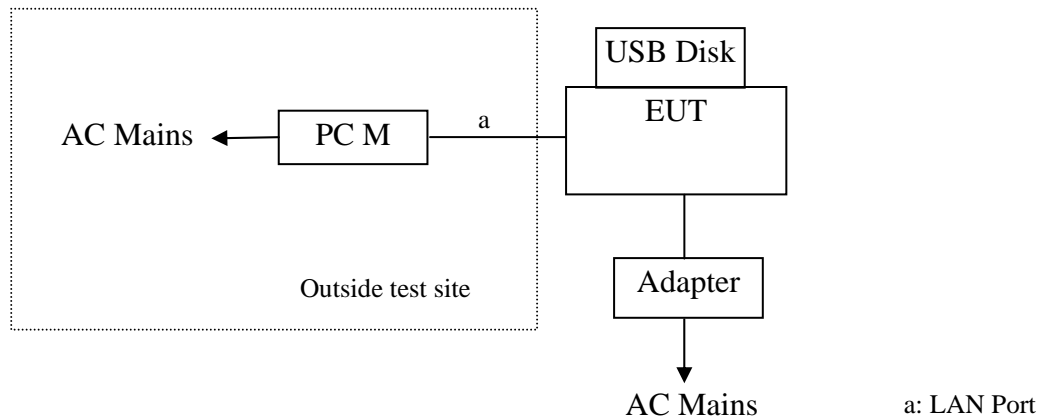 USB Disk
EUT
AC Mains
PC M
a
Outside test site
Adapter
AC Mains
a: LAN Port